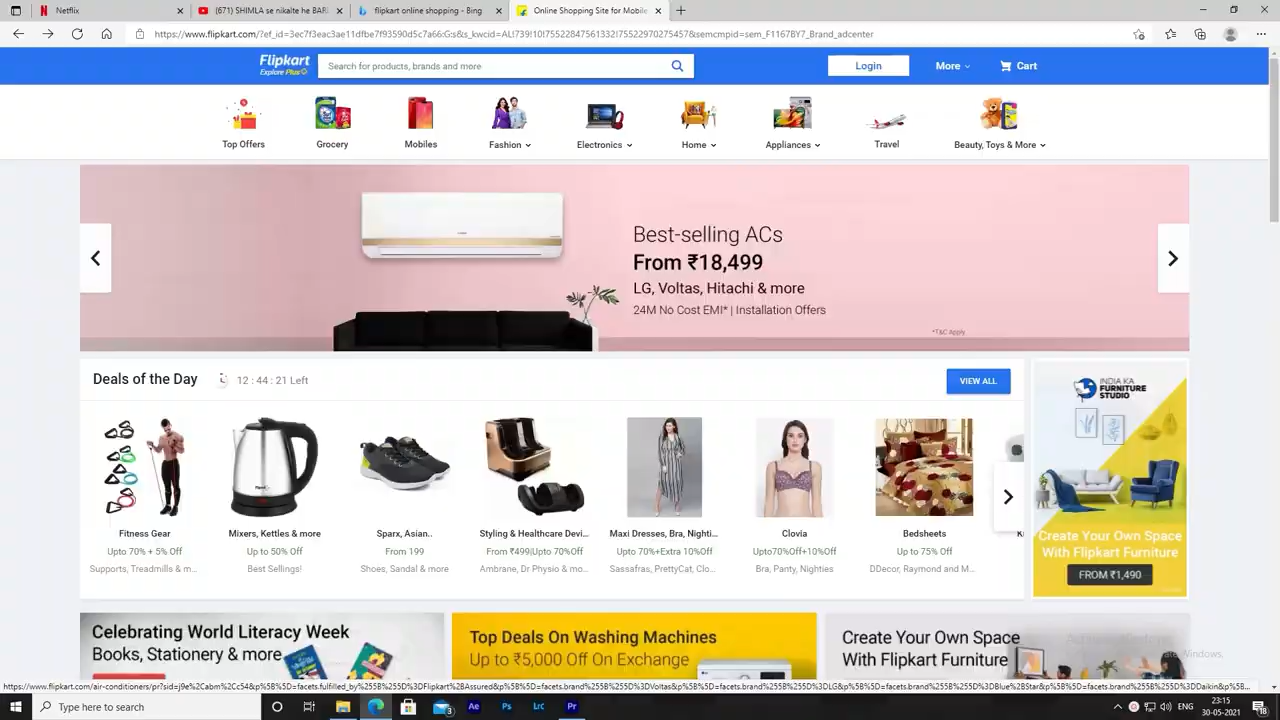 Netflix
(671) SHIMLA se nikalte he BAB
flipkart online shopping - Bing
Online Shopping Site for Mobile
https://www.flipkart.com/?ef_id=3ec7f3eac3ae11dfbe7f93590d5c7a66:G:s&s_kwcid=AL!739!10!75522847561332!75522970275457&semcmpid=sem_F1167BY7_Brand_adcenter
Flipkart
Explore Plus
Search for products, brands and more
Login
More
Cart
Top Offers
Grocery
Mobiles
Fashion
Electronics
Home
Appliances
Travel
Beauty, Toys & More
Best-selling ACs
From ₹18,499
LG, Voltas, Hitachi & more
24M No Cost EMI* | Installation Offers
*T&C Apply
Deals of the Day
12 : 44 : 21 Left
VIEW ALL
Fitness Gear
Upto 70% + 5% Off
Supports, Treadmills & m...
Mixers, Kettles & more
Up to 50% Off
Best Sellings!
Sparx, Asian..
From 199
Shoes, Sandal & more
Styling & Healthcare Devi...
From ₹499|Upto 70%Off
Ambrane, Dr Physio & mo...
Maxi Dresses, Bra, Nighti...
Upto 70%+Extra 10%Off
Sassafras, PrettyCat, Clo...
Clovia
Upto70%Off+10%Off
Bra, Panty, Nighties
Bedsheets
Up to 75% Off
DDecor, Raymond and M...
INDIA KA
FURNITURE
STUDIO
Create Your Own Space
With Flipkart Furniture
FROM ₹1,490
Celebrating World Literacy Week
Books, Stationery & more
Top Deals On Washing Machines
Up to ₹5,000 Off On Exchange
Create Your Own Space
With Flipkart Furniture
https://www.flipkart.com/air-conditioners/pr?sid=j9e%2Cabm%2Cc54&p%5B%5D=facets.fulfilled_by%255B%255D%3DFlipkart%2BAssured&p%5B%5D=facets.brand%255B%255D%3DVoltas&p%5B%5D=facets.brand%255B%255D%3DLG&p%5B%5D=facets.brand%255B%255D%3DBlue%2BStar&p%5B%5D=facets.brand%255B%255D%3DDaikin&p%5B%...
Type here to search
Ae
Ps
Lrc
Pr
23:15
30-05-2021
18